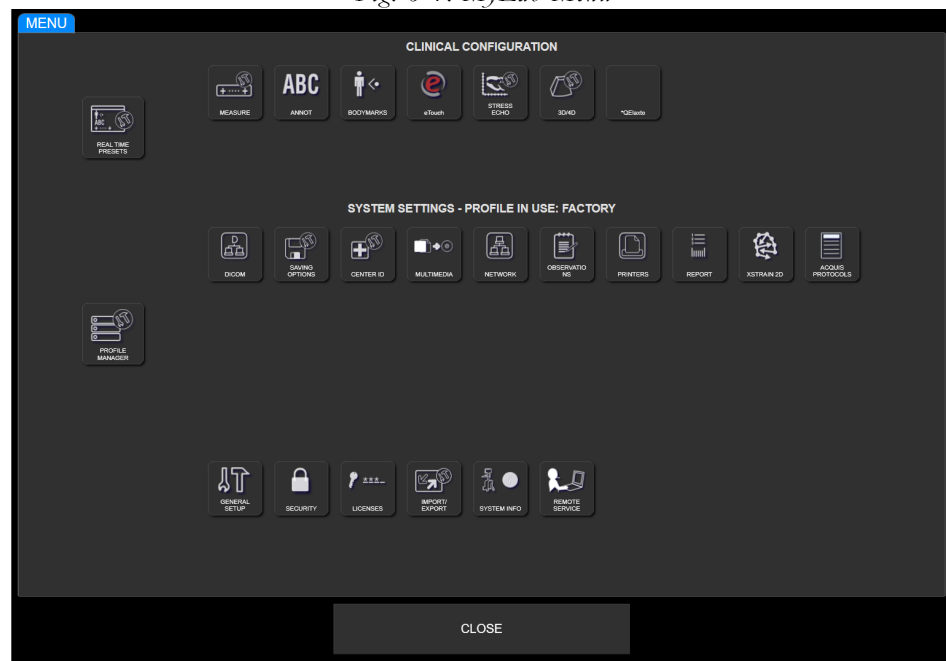 MENU
CLINICAL CONFIGURATION
REAL TIME
PRESETS
MEASURE
ABC
ANNOT
BODYMARKS
eTouch
STRESS
ECHO
3D/4D
*QElaxto
SYSTEM SETTINGS - PROFILE IN USE: FACTORY
DICOM
SAVING
OPTIONS
CENTER ID
MULTIMEDIA
NETWORK
OBSERVATIO
NS
PRINTERS
REPORT
XSTRAIN 2D
ACQUIS
PROTOCOLS
PROFILE
MANAGER
GENERAL
SETUP
SECURITY
LICENSES
IMPORT/
EXPORT
SYSTEM INFO
REMOTE
SERVICE
CLOSE